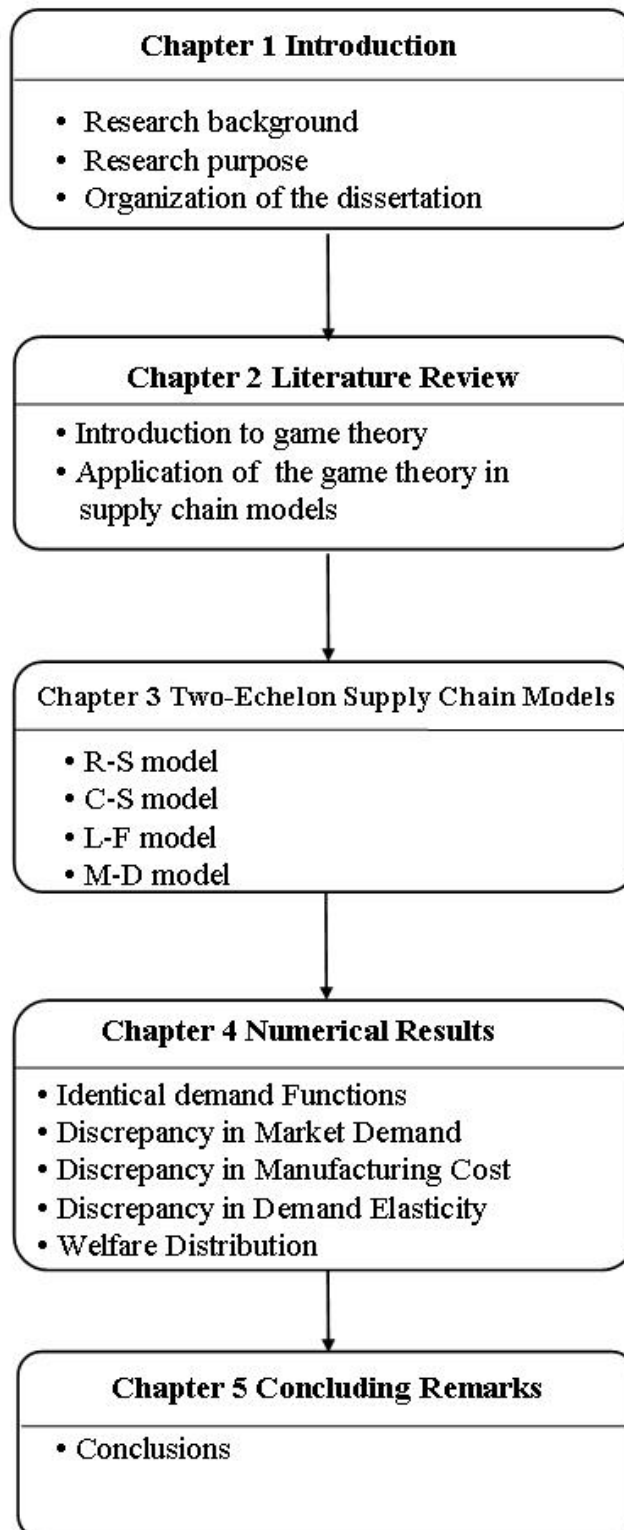 Chapter 1 Introduction
• Research background
• Research purpose
• Organization of the dissertation
Chapter 2 Literature Review
• Introduction to game theory
• Application of the game theory in
supply chain models
Chapter 3 Two-Echelon Supply Chain Models
• R-S model
• C-S model
• L-F model
• M-D model
Chapter 4 Numerical Results
• Identical demand Functions
• Discrepancy in Market Demand
• Discrepancy in Manufacturing Cost
• Discrepancy in Demand Elasticity
• Welfare Distribution
Chapter 5 Concluding Remarks
• Conclusions